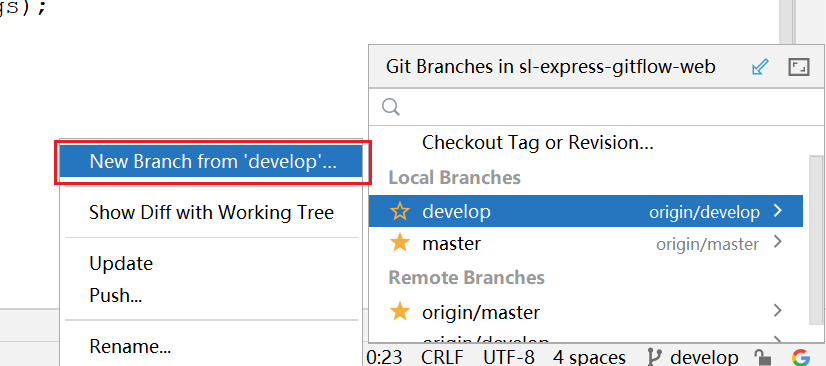 gs);
Git Branches in sl-express-gitflow-web
Checkout Tag or Revision...
Local Branches
develop origin/develop
master origin/master
Remote Branches
origin/master
origin/develop
New Branch from 'develop'...
Show Diff with Working Tree
Update
Push...
Rename...
0:23 CRLF UTF-8 4 spaces develop